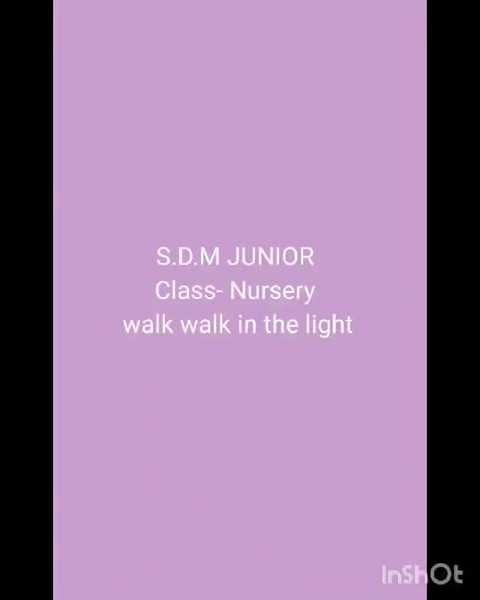 S.D.M JUNIOR
Class- Nursery
walk walk in the light
InShOt